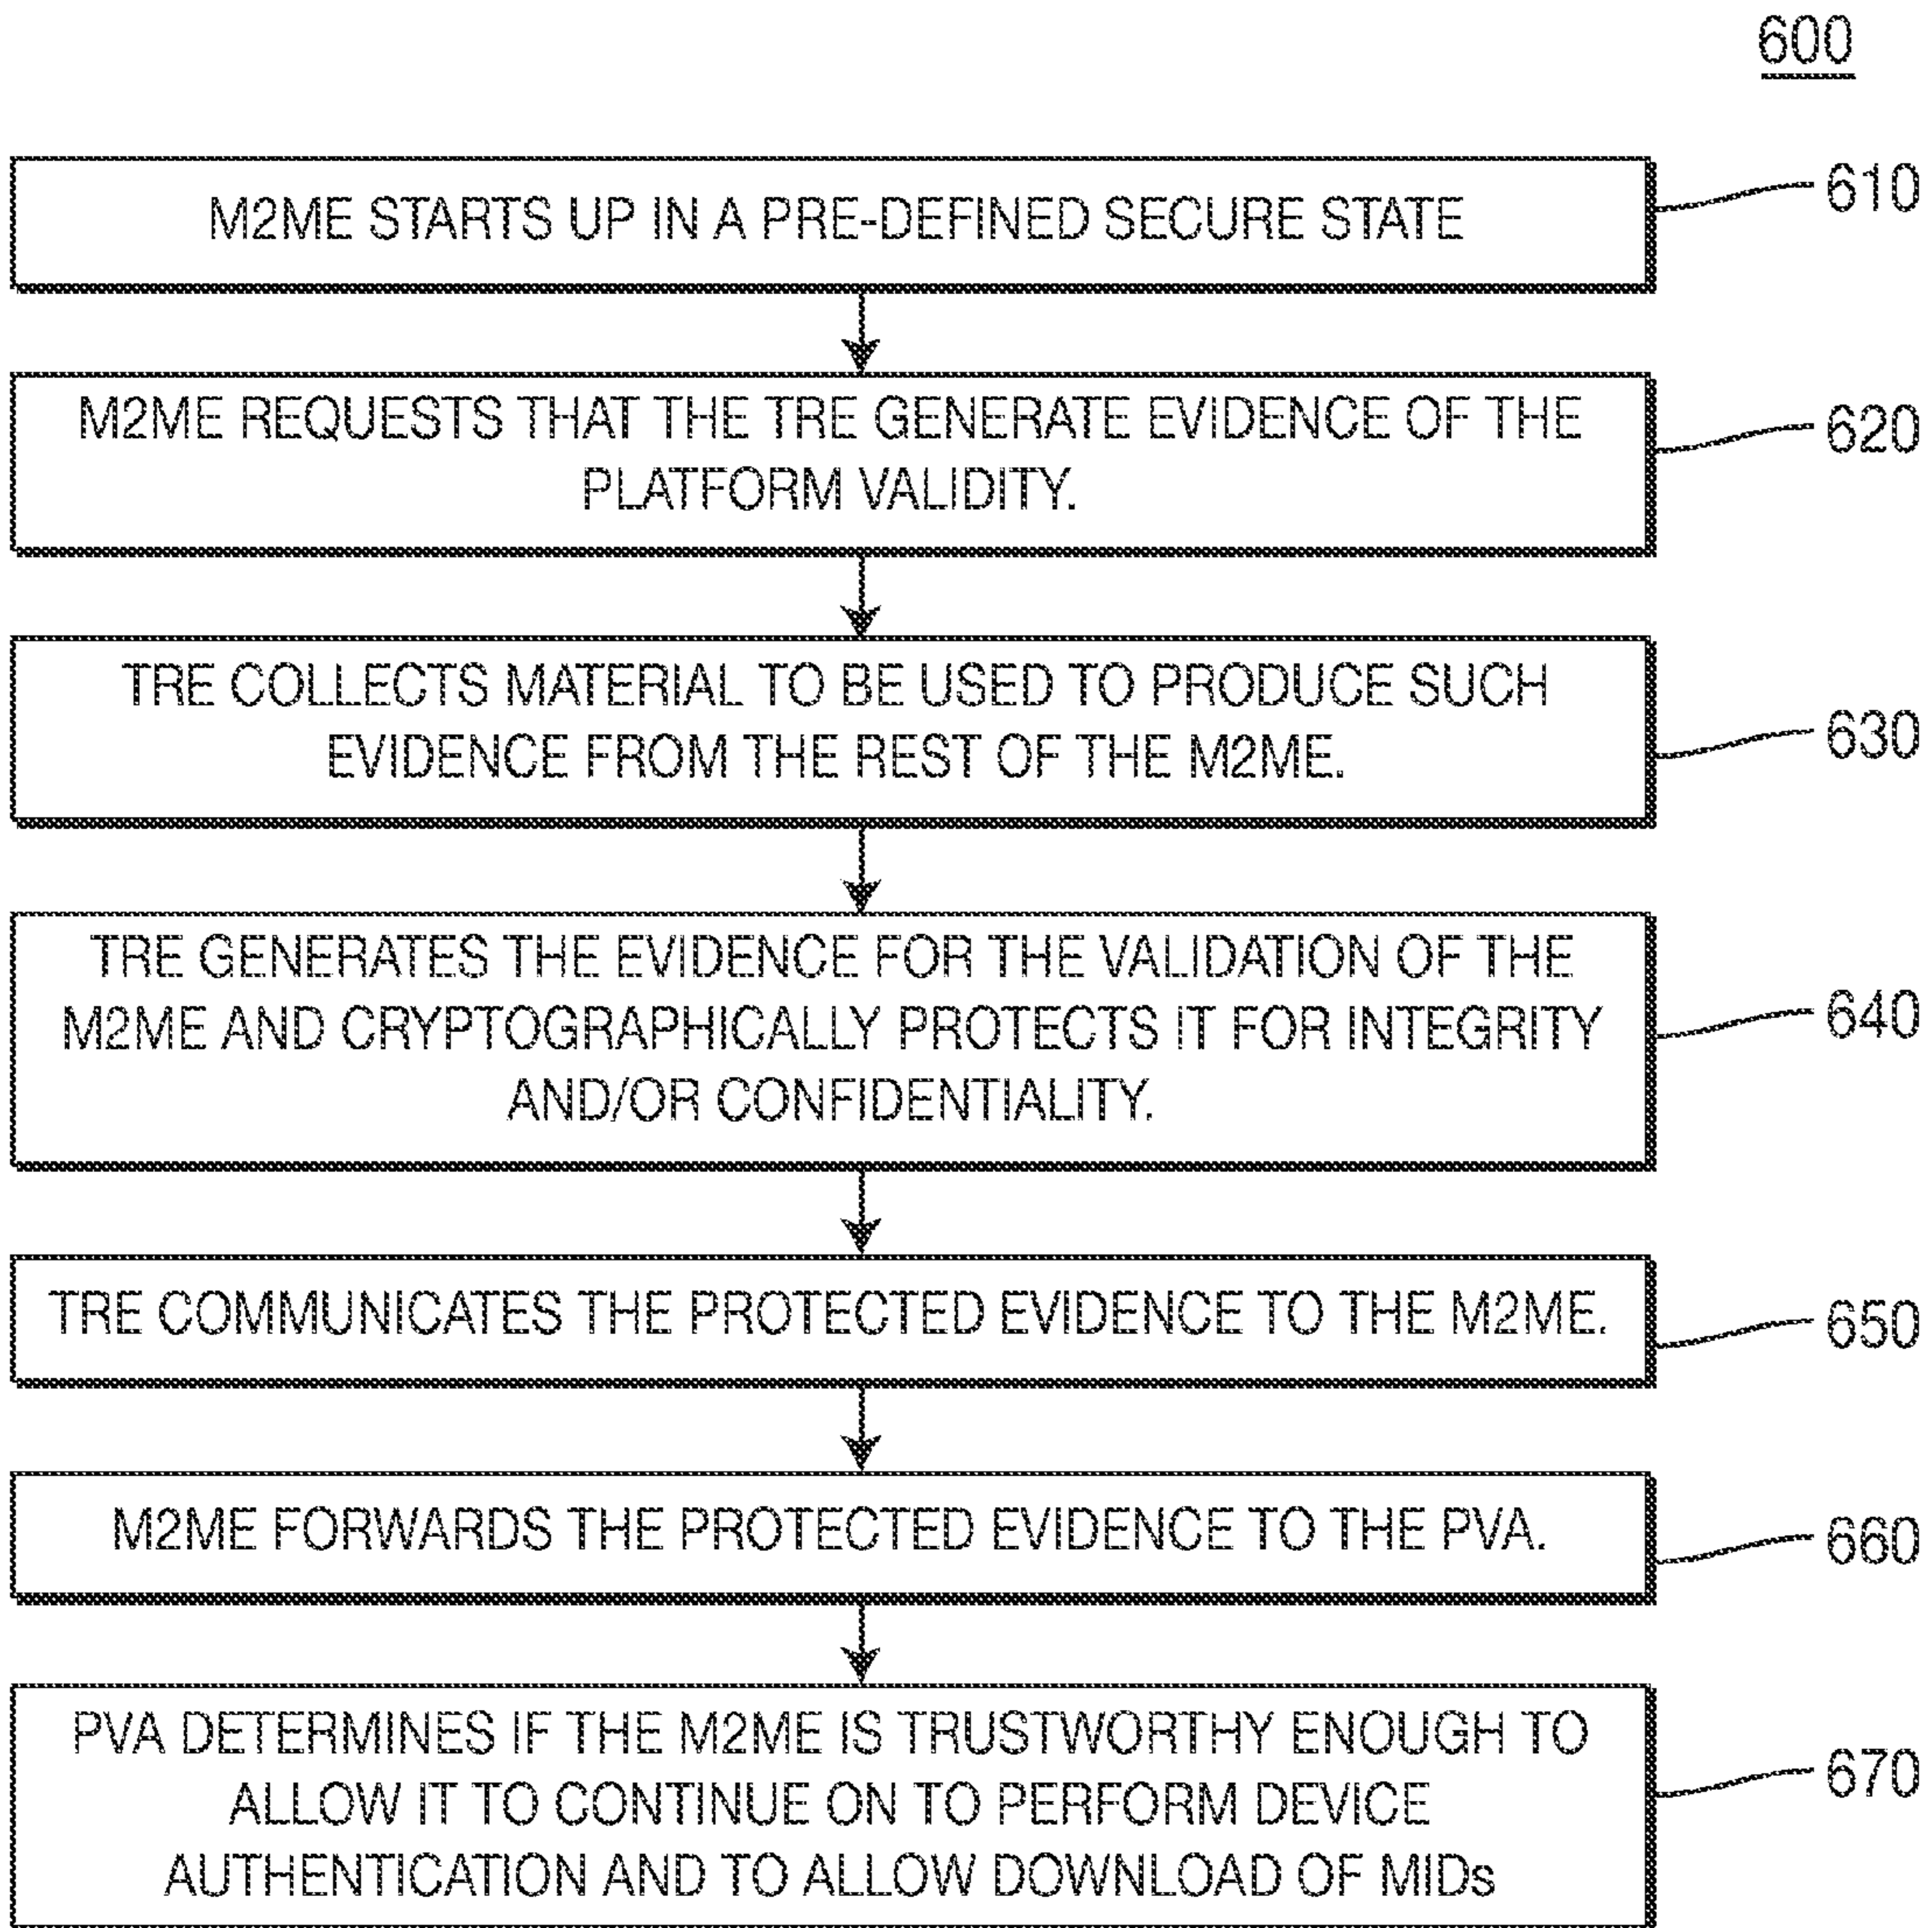 600
M2ME STARTS UP IN A PRE-DEFINED SECURE STATE
610
M2ME REQUESTS THAT THE TRE GENERATE EVIDENCE OF THE
PLATFORM VALIDITY.
620
TRE COLLECTS MATERIAL TO BE USED TO PRODUCE SUCH
EVIDENCE FROM THE REST OF THE M2ME.
630
TRE GENERATES THE EVIDENCE FOR THE VALIDATION OF THE
M2ME AND CRYPTOGRAPHICALLY PROTECTS IT FOR INTEGRITY
AND/OR CONFIDENTIALITY.
640
TRE COMMUNICATES THE PROTECTED EVIDENCE TO THE M2ME.
650
M2ME FORWARDS THE PROTECTED EVIDENCE TO THE PVA.
660
PVA DETERMINES IF THE M2ME IS TRUSTWORTHY ENOUGH TO
ALLOW IT TO CONTINUE ON TO PERFORM DEVICE
AUTHENTICATION AND TO ALLOW DOWNLOAD OF MIDs
670